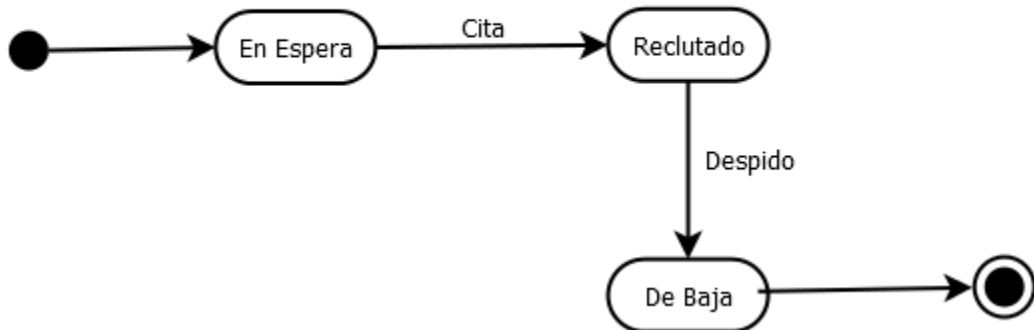 En Espera
Cita
Reclutado
Despido
De Baja